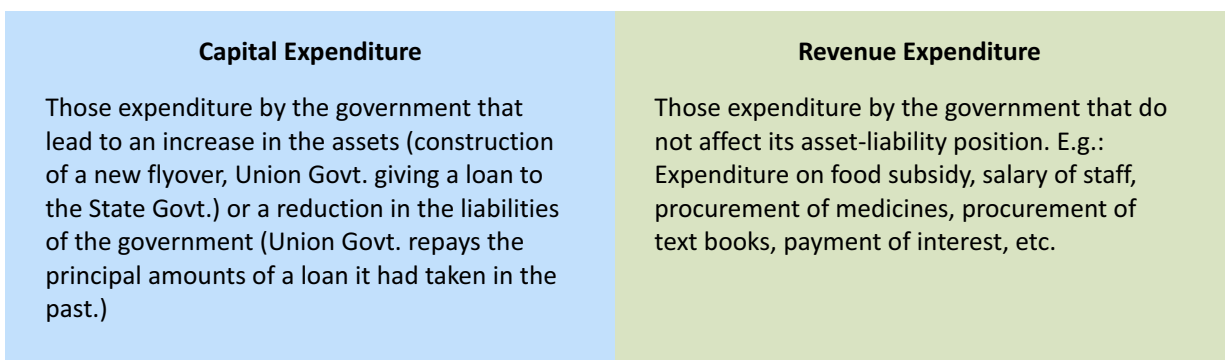 Capital Expenditure
Those expenditure by the government that
lead to an increase in the assets (construction
of a new flyover, Union Govt. giving a loan to
the State Govt.) or a reduction in the liabilities
of the government (Union Govt. repays the
principal amounts of a loan it had taken in the
past.)
Revenue Expenditure
Those expenditure by the government that do
not affect its asset-liability position. E.g.:
Expenditure on food subsidy, salary of staff,
procurement of medicines, procurement of
text books, payment of interest, etc.